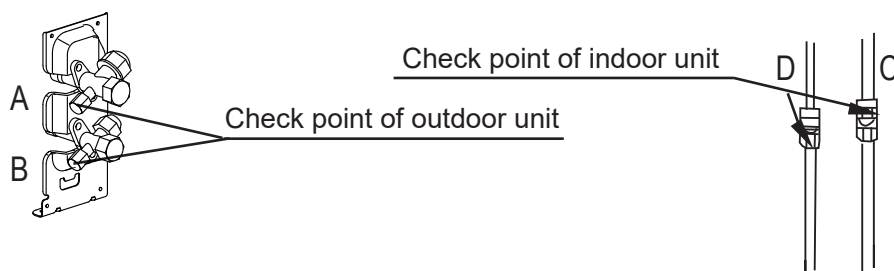 Check point of indoor unit
D
C
A
Check point of outdoor unit
B